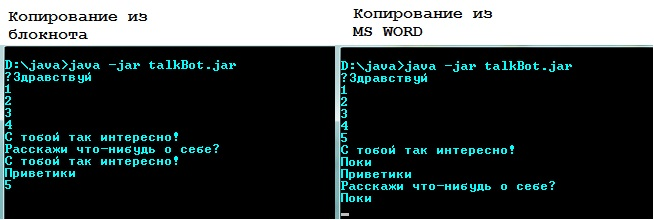 Копирование из
блокнота
D:\java>java -jar talkBot.jar
?Здравствуй
1
2
3
4
С тобой так интересно!
Расскажи что-нибудь о себе?
С тобой так интересно!
Приветики
5
Копирование из
MS WORD
D:\java>java -jar talkBot.jar
?Здравствуй
1
2
3
4
5
С тобой так интересно!
Поки
Приветики
Расскажи что-нибудь о себе?
Поки